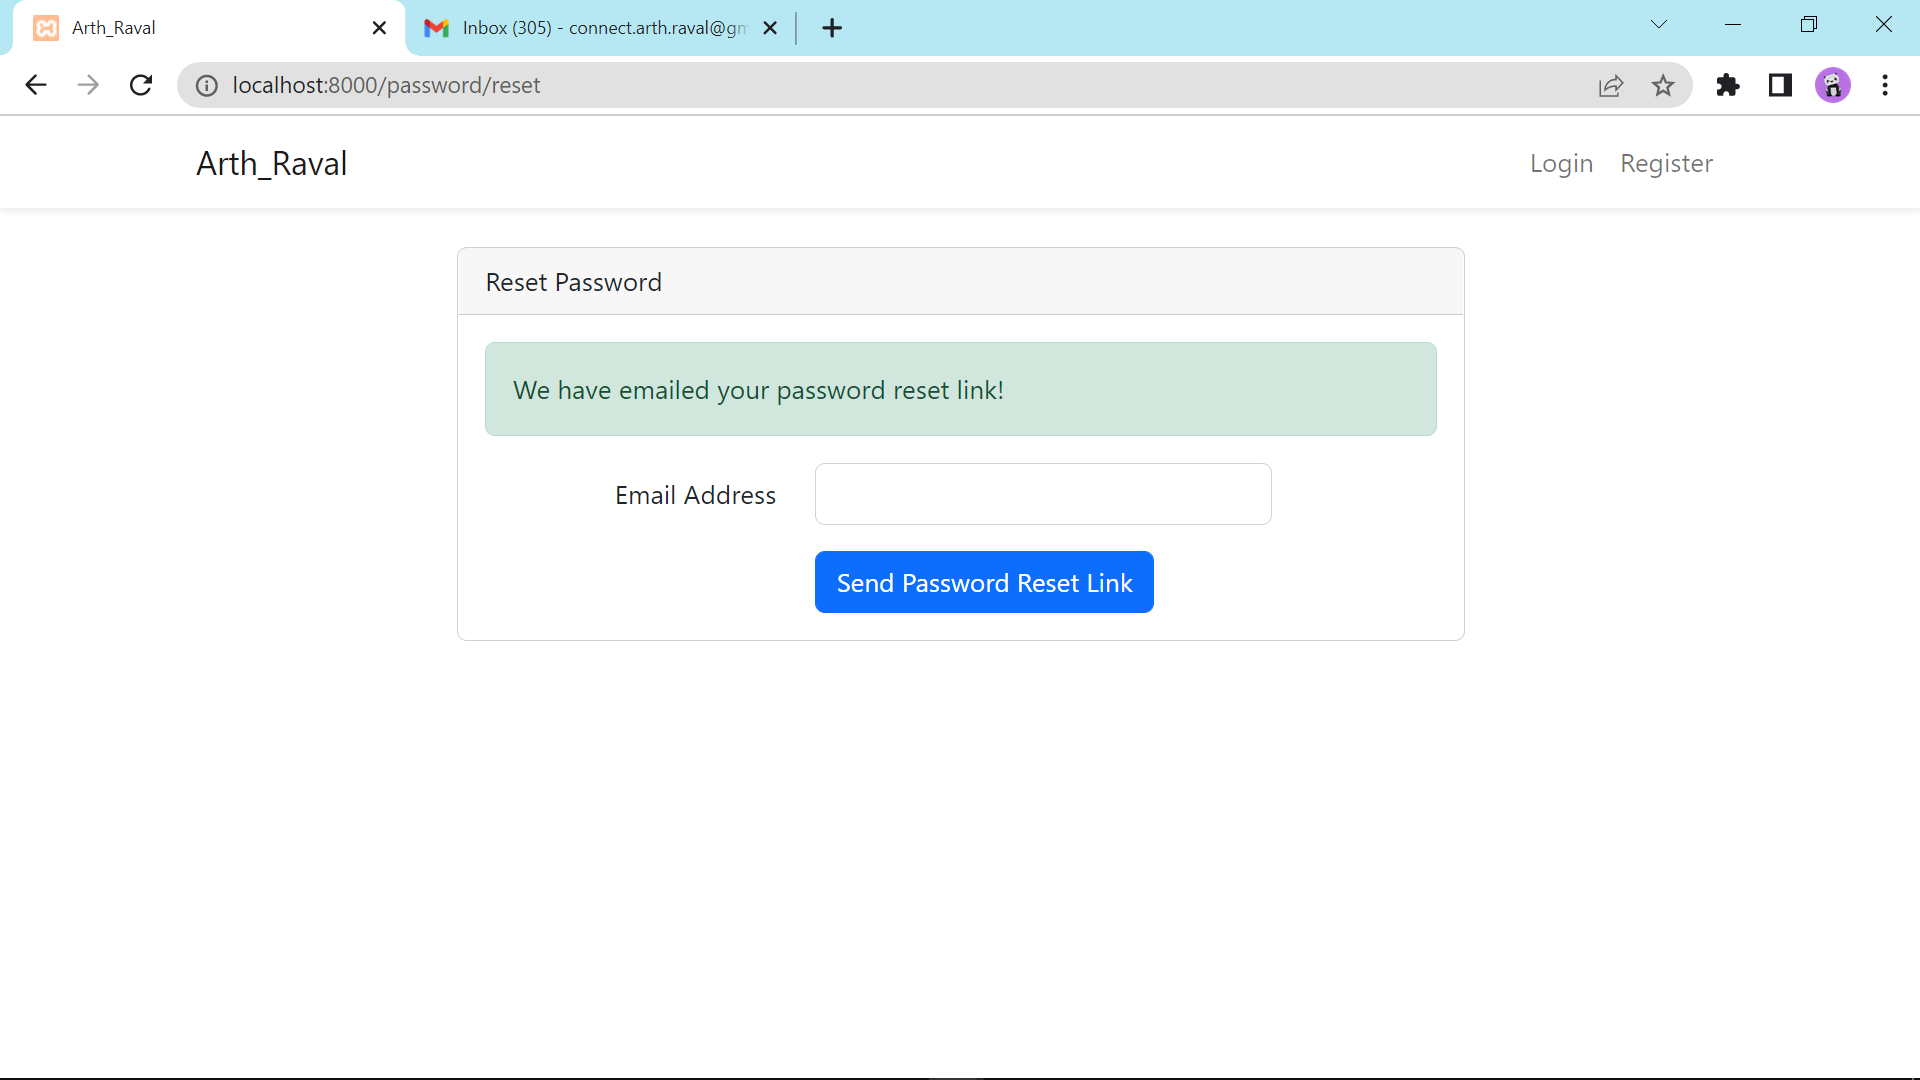 Arth_Raval
Inbox (305) - connect.arth.raval@gm
localhost:8000/password/reset
Arth_Raval
Login
Register
Reset Password
We have emailed your password reset link!
Email Address
Send Password Reset Link